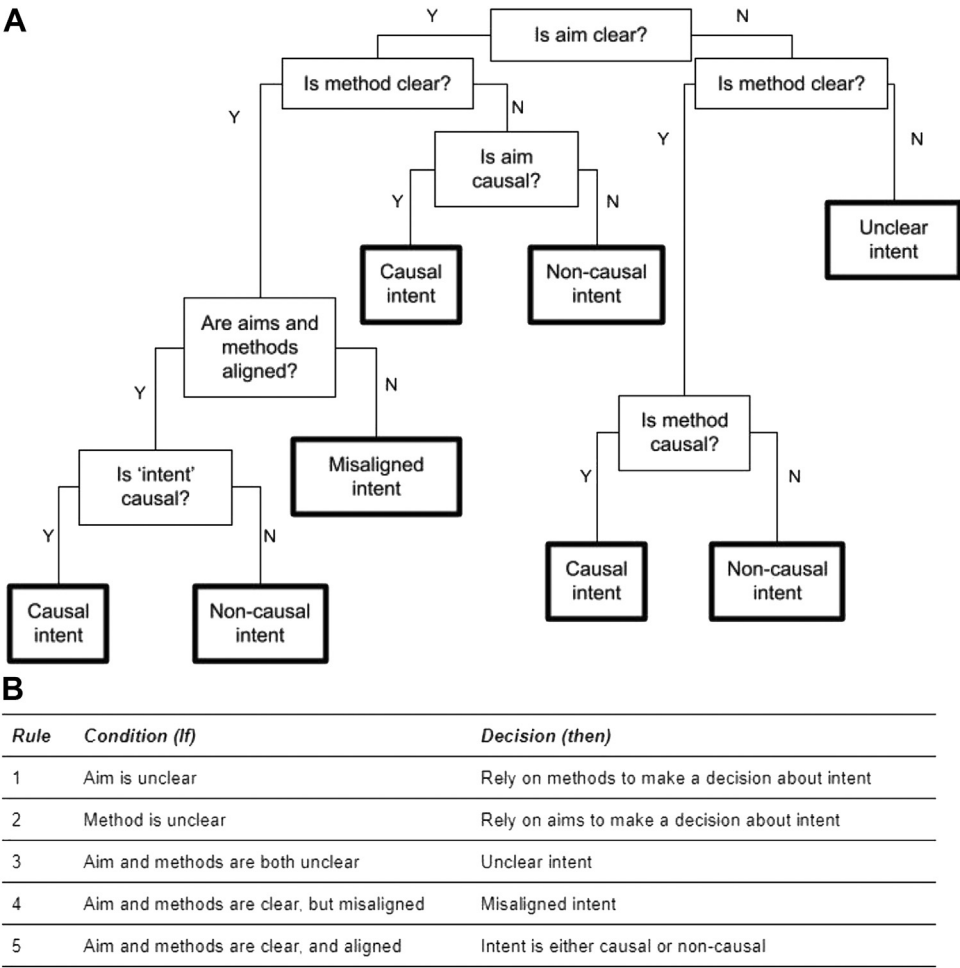 A
Y
Is aim clear?
N
Is method clear?
Is method clear?
Y
N
Y
N
Is aim
causal?
Y
N
Unclear
intent
Causal
intent
Non-causal
intent
Are aims and
methods
aligned?
Y
N
Is method
causal?
Misaligned
intent
Is ‘intent’
causal?
Y
N
Y
N
Causal
intent
Non-causal
intent
Causal
intent
Non-causal
intent
B
Rule Condition (If) Decision (then)
1 Aim is unclear Rely on methods to make a decision about intent
2 Method is unclear Rely on aims to make a decision about intent
3 Aim and methods are both unclear Unclear intent
4 Aim and methods are clear, but misaligned Misaligned intent
5 Aim and methods are clear, and aligned Intent is either causal or non-causal